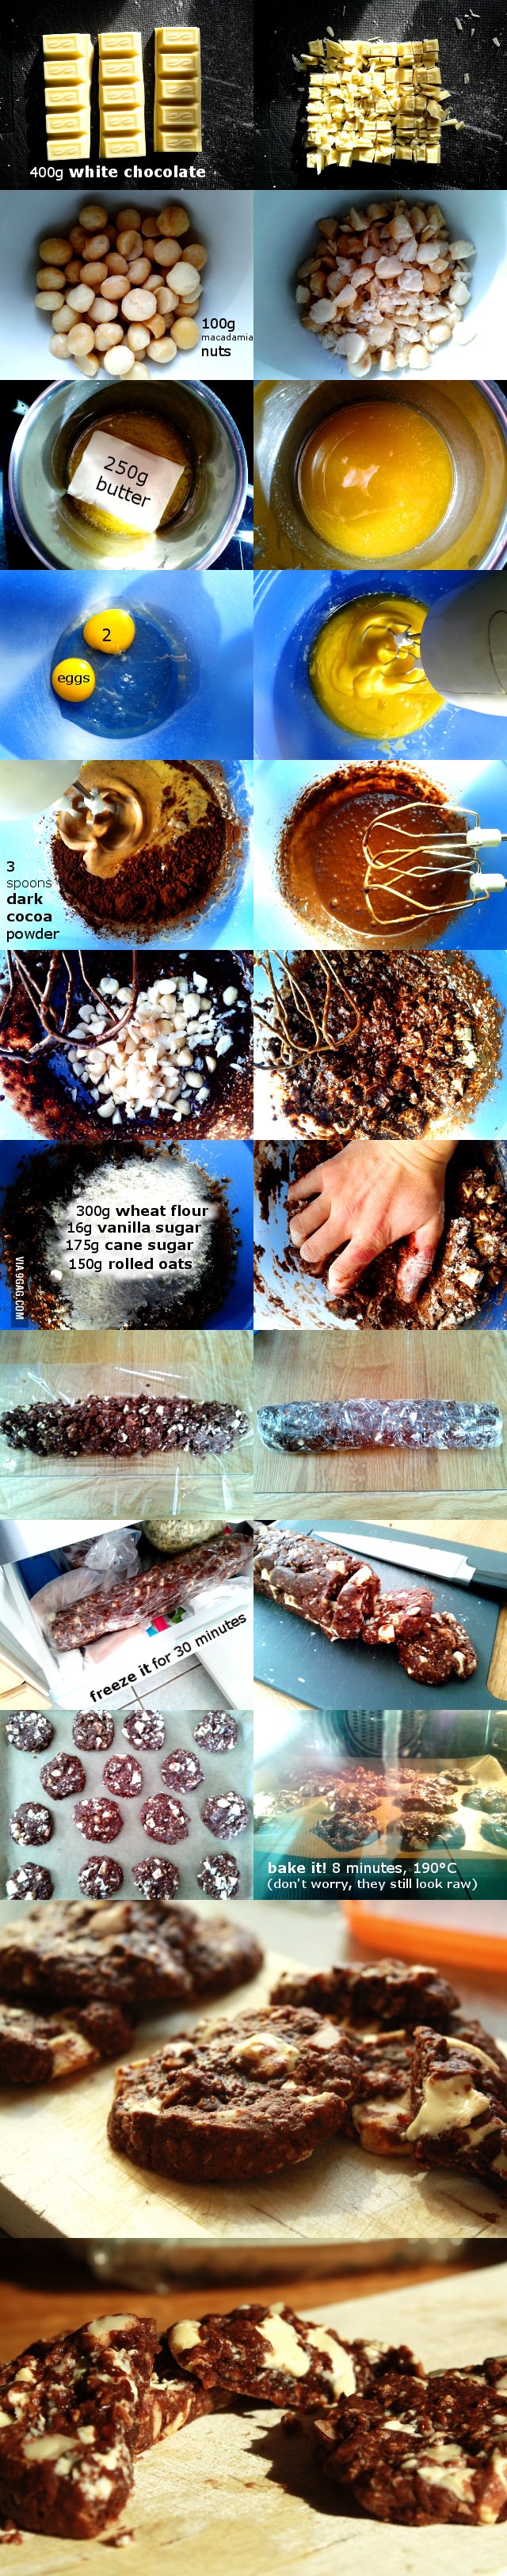 400g white chocolate
100g
macadamia
nuts
250g
butter
2
eggs
3
spoons
dark
cocoa
powder
300g wheat flour
16g vanilla sugar
175g cane sugar
150g rolled oats
VIA 9GAG.COM
freeze it for 30 minutes
bake it! 8 minutes, 190°C
(don't worry, they still look raw)